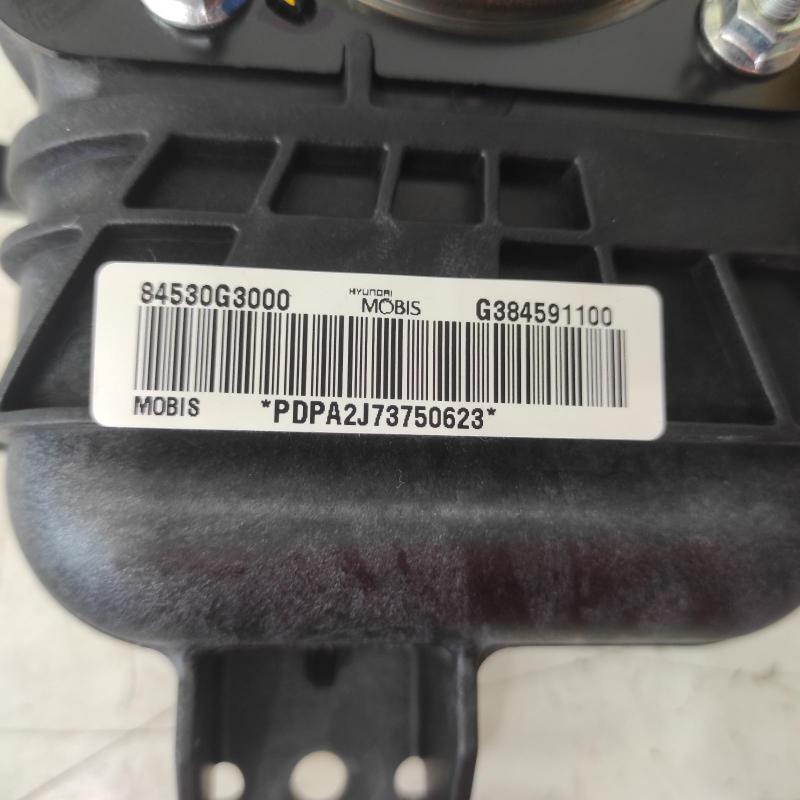 84530G3000 HYUNDAI MOBIS G384591100
MOBIS *PDPA2J73750623*